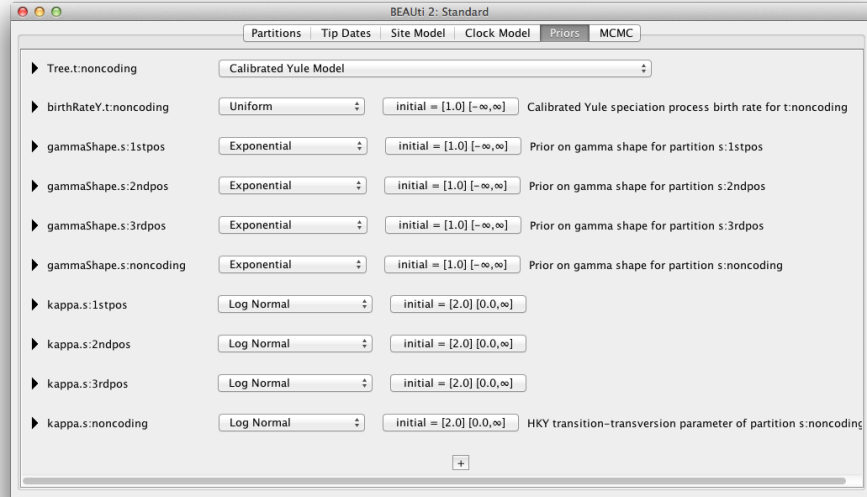 BEAUti 2: Standard
Partitions Tip Dates Site Model Clock Model Priors MCMC
Tree.t:noncoding Calibrated Yule Model
birthRateY.t:noncoding Uniform initial = [1.0] [-∞,∞] Calibrated Yule speciation process birth rate for t:noncoding
gammaShape.s:1stpos Exponential initial = [1.0] [-∞,∞] Prior on gamma shape for partition s:1stpos
gammaShape.s:2ndpos Exponential initial = [1.0] [-∞,∞] Prior on gamma shape for partition s:2ndpos
gammaShape.s:3rdpos Exponential initial = [1.0] [-∞,∞] Prior on gamma shape for partition s:3rdpos
gammaShape.s:noncoding Exponential initial = [1.0] [-∞,∞] Prior on gamma shape for partition s:noncoding
kappa.s:1stpos Log Normal initial = [2.0] [0.0,∞]
kappa.s:2ndpos Log Normal initial = [2.0] [0.0,∞]
kappa.s:3rdpos Log Normal initial = [2.0] [0.0,∞]
kappa.s:noncoding Log Normal initial = [2.0] [0.0,∞] HKY transition-transversion parameter of partition s:noncoding
+